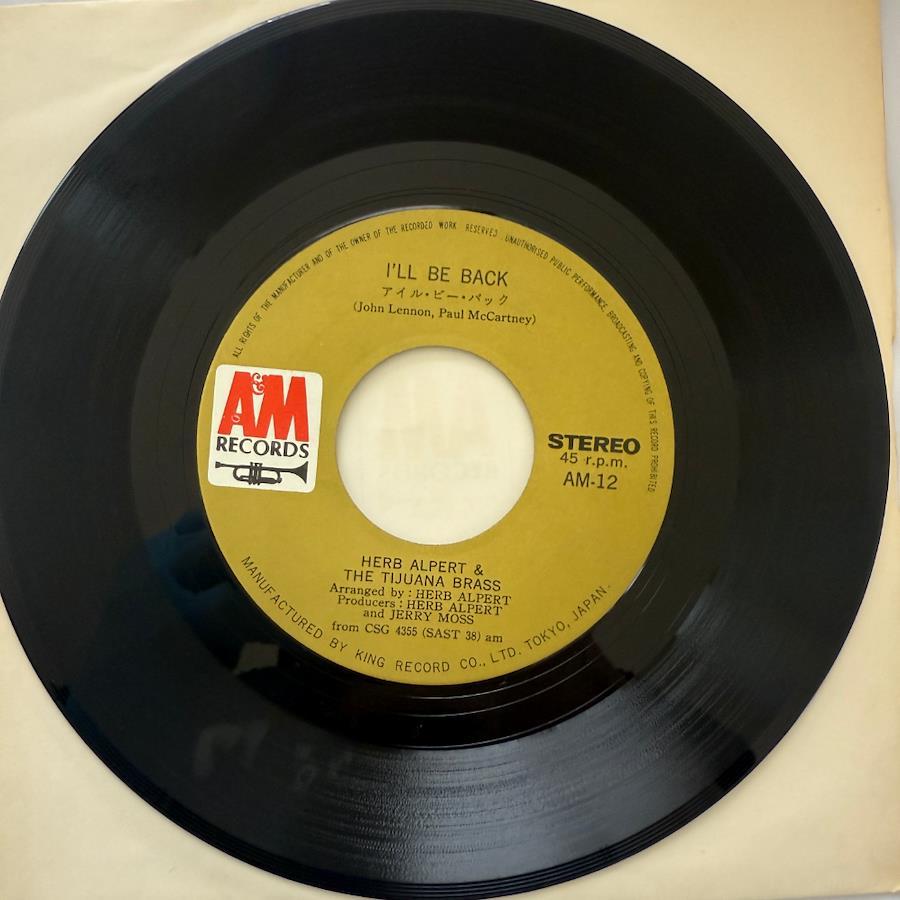 ALL RIGHTS OF THE MANUFACTURER AND OF THE OWNER OF THE RECORDED WORK RESERVED. UNAUTHORISED PUBLIC PERFORMANCE, BROADCASTING AND COPYING OF THIS RECORD PROHIBITED
I'LL BE BACK
アイル・ビー・バック
(John Lennon, Paul McCartney)
A&M
RECORDS
STEREO
45 r.p.m.
AM-12
HERB ALPERT &
THE TIJUANA BRASS
Arranged by : HERB ALPERT
Producers : HERB ALPERT
and JERRY MOSS
from CSG 4355 (SAST 38) am
MANUFACTURED BY KING RECORD CO., LTD. TOKYO, JAPAN.